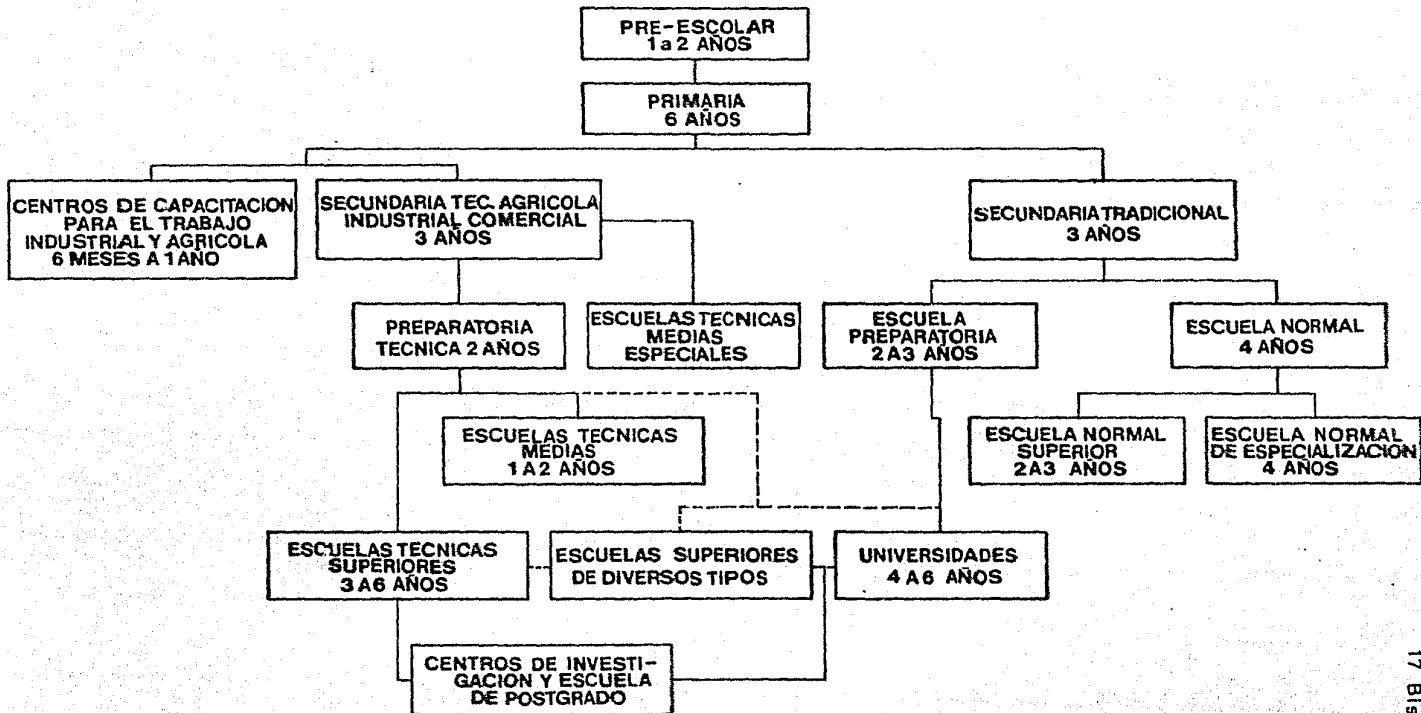 PRE-ESCOLAR
1a2 AÑOS
PRIMARIA
6 AÑOS
CENTROS DE CAPACITACION
PARA EL TRABAJO
INDUSTRIAL Y AGRICOLA
6 MESES A 1 AÑO
SECUNDARIA TEC. AGRICOLA
INDUSTRIAL COMERCIAL
3 AÑOS
SECUNDARIA TRADICIONAL
3 AÑOS
PREPARATORIA
TECNICA 2 AÑOS
ESCUELAS TECNICAS
MEDIAS
ESPECIALES
ESCUELA
PREPARATORIA
2 A 3 AÑOS
ESCUELA NORMAL
4 AÑOS
ESCUELAS TECNICAS
MEDIAS
1 A 2 AÑOS
ESCUELA NORMAL
SUPERIOR
2 A 3 AÑOS
ESCUELA NORMAL
DE ESPECIALIZACION
4 AÑOS
ESCUELAS TECNICAS
SUPERIORES
3 A 6 AÑOS
ESCUELAS SUPERIORES
DE DIVERSOS TIPOS
UNIVERSIDADES
4 A 6 AÑOS
CENTROS DE INVESTI-
GACION Y ESCUELA
DE POSTGRADO
17 Bis